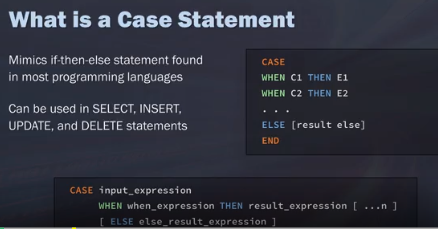 What is a Case Statement
Mimics if-then-else statement found
in most programming languages
Can be used in SELECT, INSERT,
UPDATE, and DELETE statements
CASE
WHEN C1 THEN E1
WHEN C2 THEN E2
. . .
ELSE [result else]
END
CASE input_expression
WHEN when_expression THEN result_expression [ ...n ]
[ ELSE else_result_expression ]